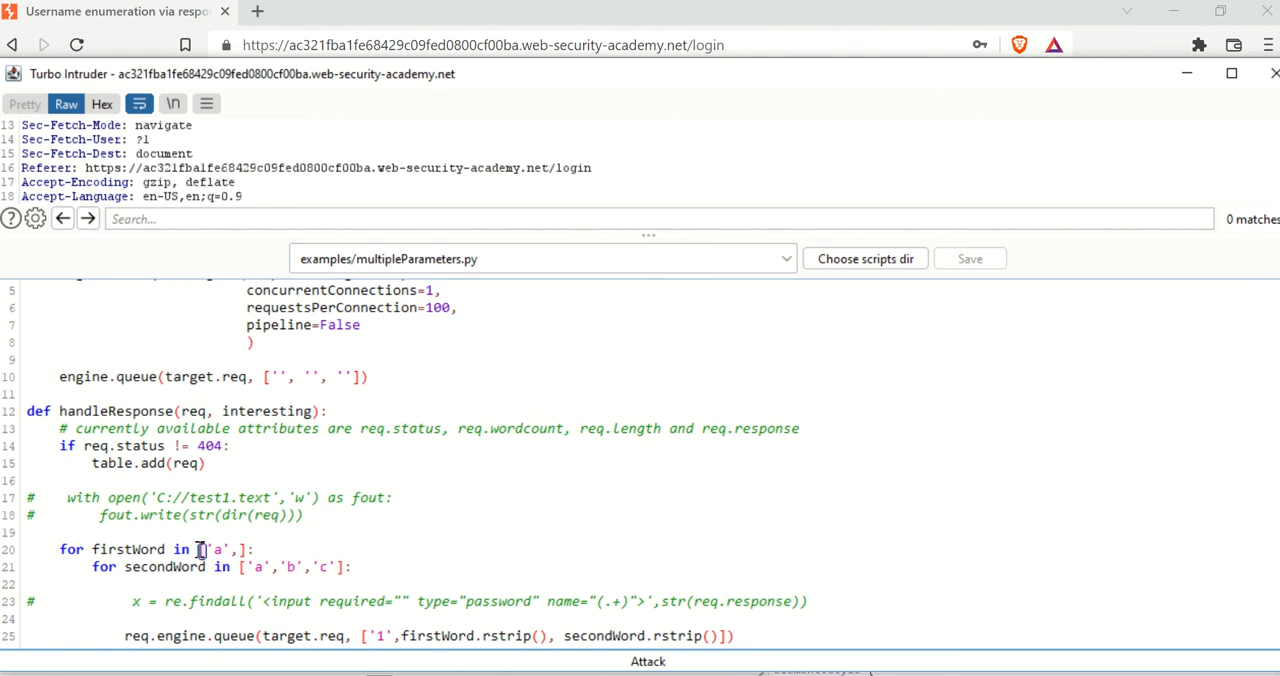 Username enumeration via respo
https://ac321fba1fe68429c09fed0800cf00ba.web-security-academy.net/login
Turbo Intruder - ac321fba1fe68429c09fed0800cf00ba.web-security-academy.net
Pretty Raw Hex \n
13 Sec-Fetch-Mode: navigate
14 Sec-Fetch-User: ?1
15 Sec-Fetch-Dest: document
16 Referer: https://ac321fba1fe68429c09fed0800cf00ba.web-security-academy.net/login
17 Accept-Encoding: gzip, deflate
18 Accept-Language: en-US,en;q=0.9
Search... 0 matches
examples/multipleParameters.py Choose scripts dir Save
5 concurrentConnections=1,
6 requestsPerConnection=100,
7 pipeline=False
8 )
9
10 engine.queue(target.req, ['', '', ''])
11
12 def handleResponse(req, interesting):
13 # currently available attributes are req.status, req.wordcount, req.length and req.response
14 if req.status != 404:
15 table.add(req)
16
17 # with open('C://test1.text','w') as fout:
18 # fout.write(str(dir(req)))
19
20 for firstWord in ['a',]:
21 for secondWord in ['a','b','c']:
22
23 # x = re.findall('<input required="" type="password" name="(.+)">',str(req.response))
24
25 req.engine.queue(target.req, ['1',firstWord.rstrip(), secondWord.rstrip()])
Attack